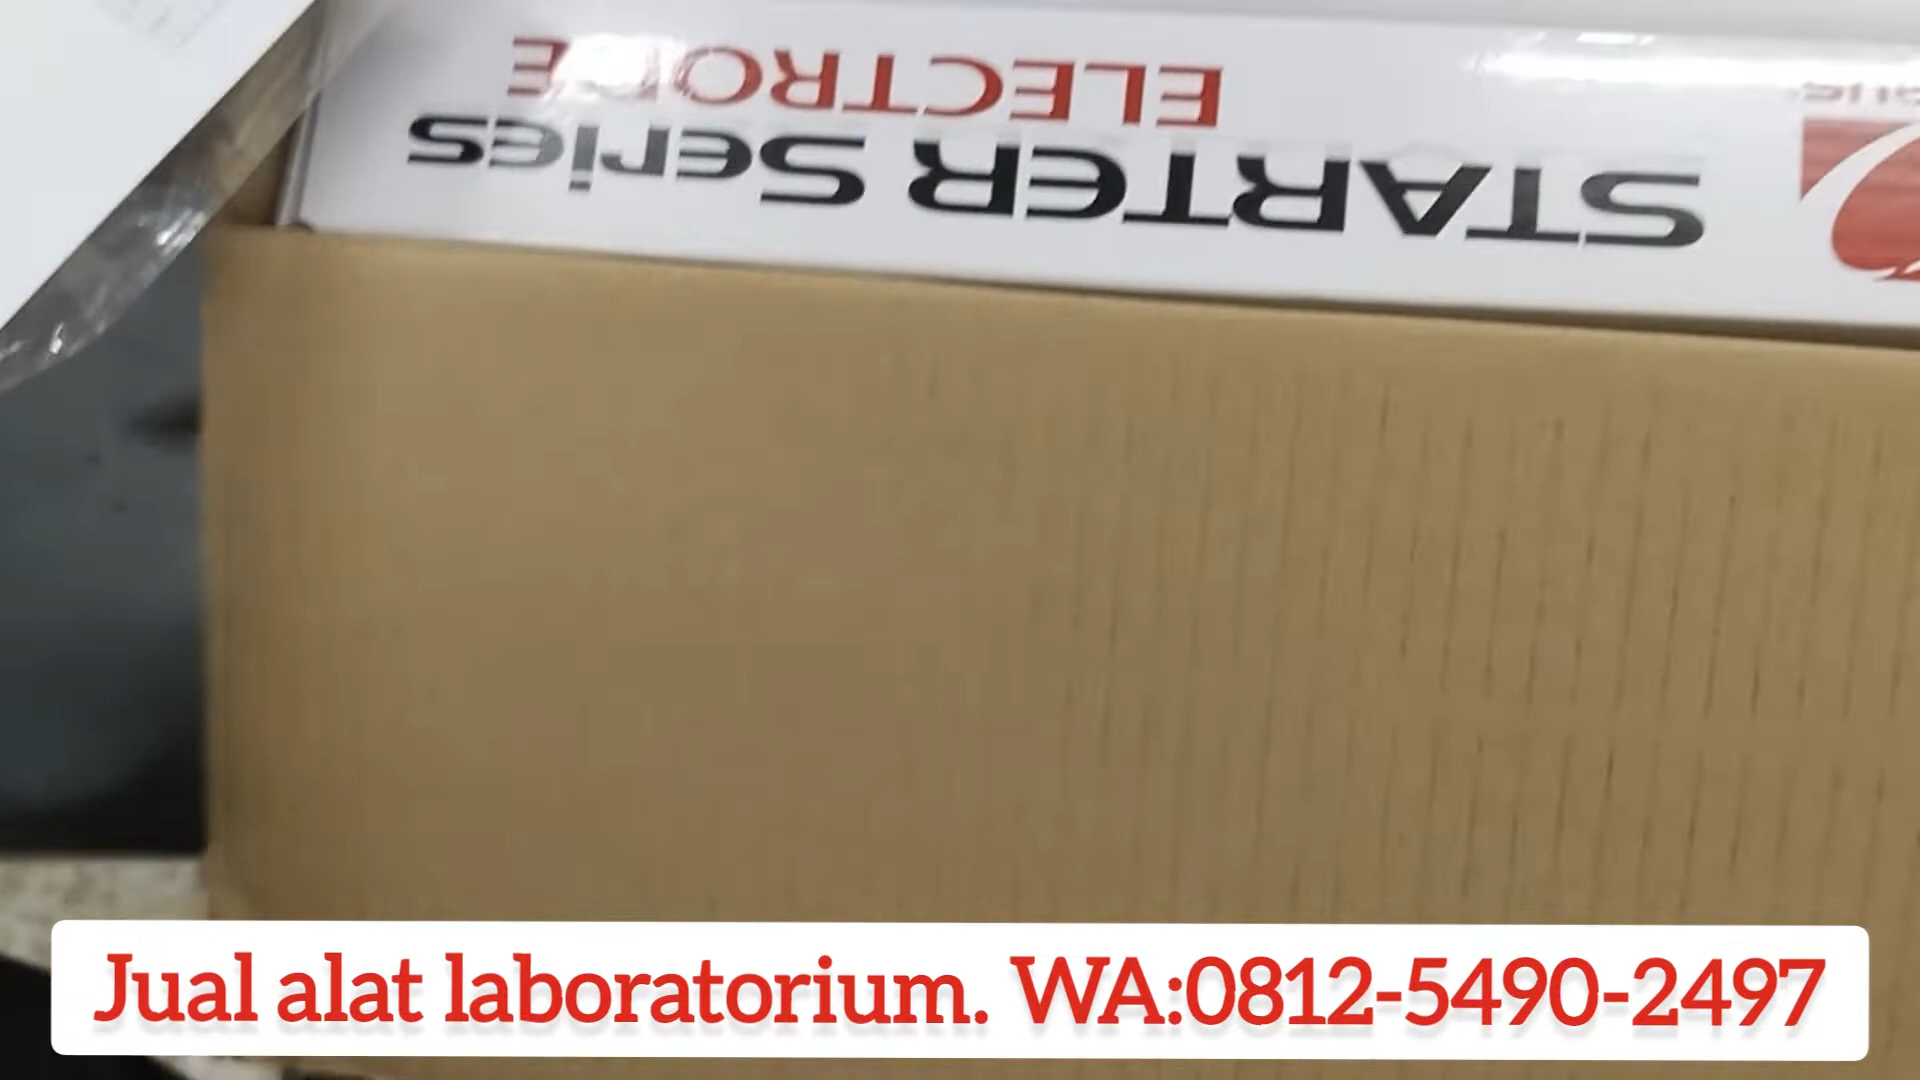 STARTER Series
ELECTRODE
Jual alat laboratorium. WA:0812-5490-2497